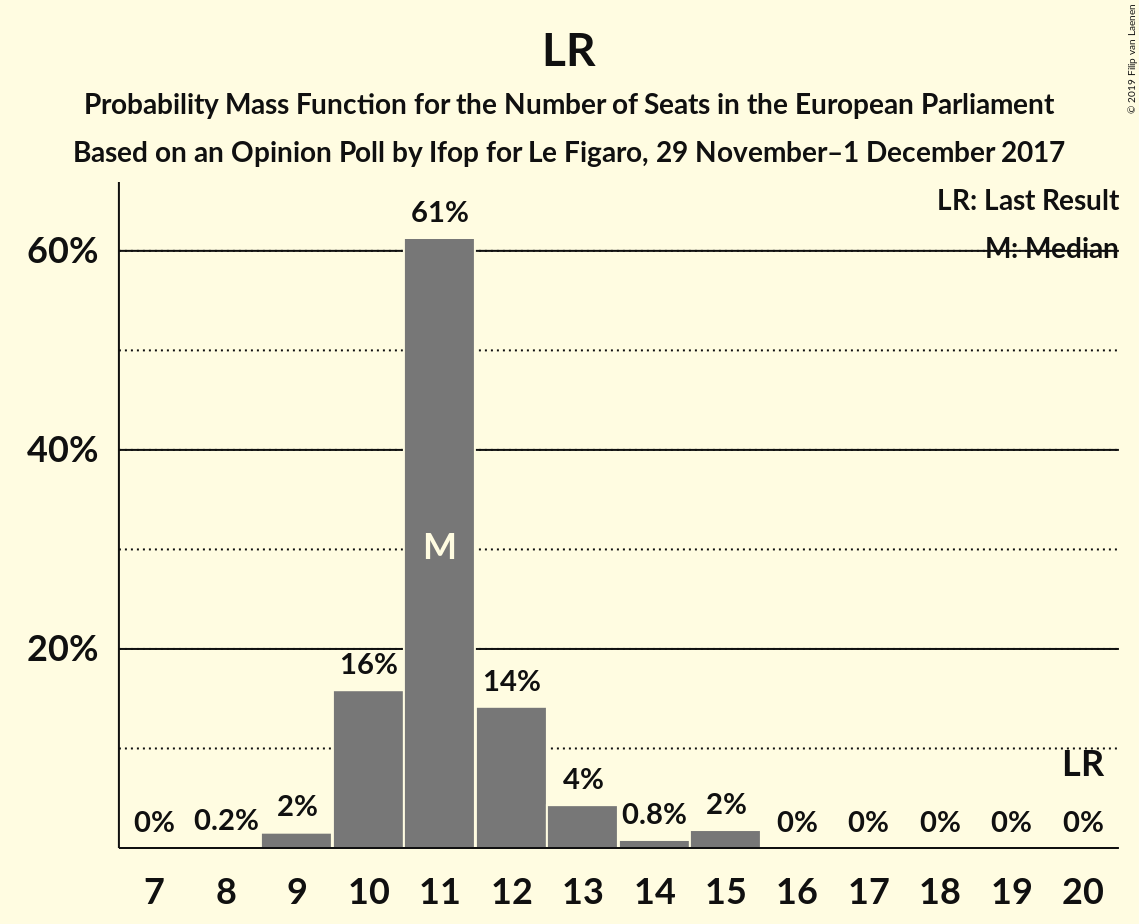 LR
Probability Mass Function for the Number of Seats in the European Parliament
Based on an Opinion Poll by Ifop for Le Figaro, 29 November–1 December 2017
© 2019 Filip van Laenen
LR: Last Result
M: Median
60%
40%
20%
0% 0.2% 2% 16% 61% 14% 4% 0.8% 2% 0% 0% 0% 0% 0%
M
LR
7 8 9 10 11 12 13 14 15 16 17 18 19 20